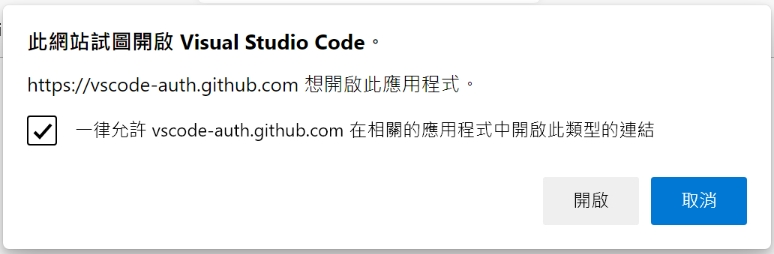 此網站試圖開啟 Visual Studio Code。
https://vscode-auth.github.com 想開啟此應用程式。
一律允許 vscode-auth.github.com 在相關的應用程式中開啟此類型的連結
開啟
取消